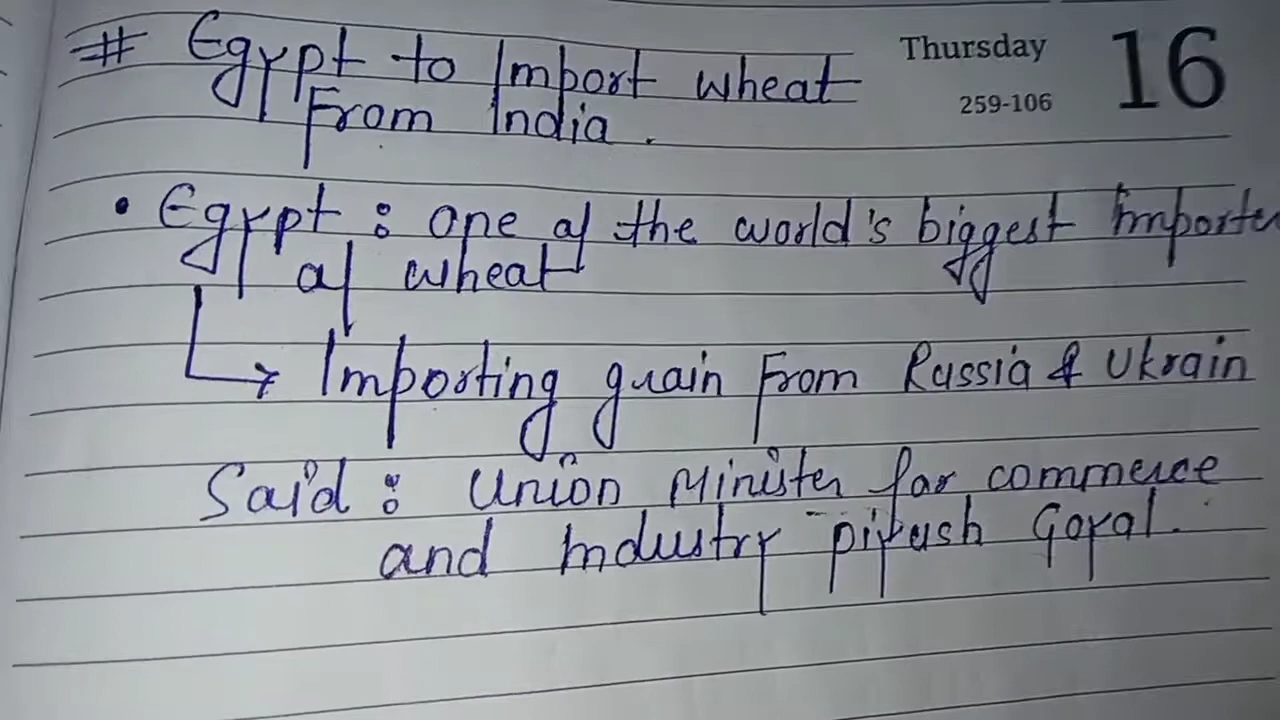 # Egypt to Import wheat
From India.
Thursday
259-106
16
• Egypt : One of the world's biggest Importe
of wheat
Importing grain From Russia & Ukrain
Said : Union Minister for commerce
and Industry piyush Goyal.